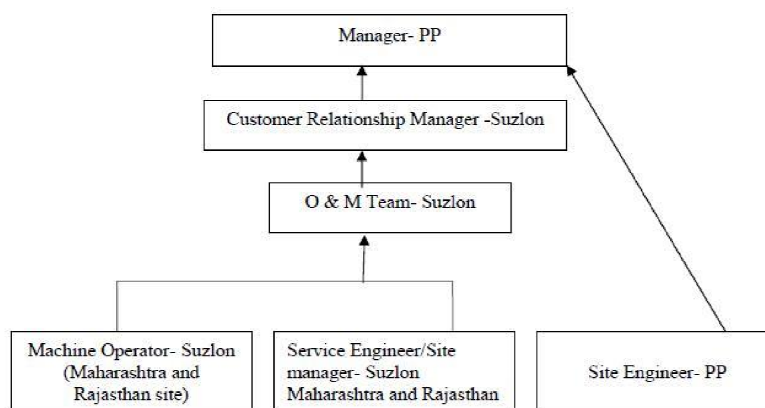 Manager- PP
Customer Relationship Manager -Suzlon
O & M Team- Suzlon
Machine Operator- Suzlon
(Maharashtra and
Rajasthan site)
Service Engineer/Site
manager- Suzlon
Maharashtra and Rajasthan
Site Engineer- PP